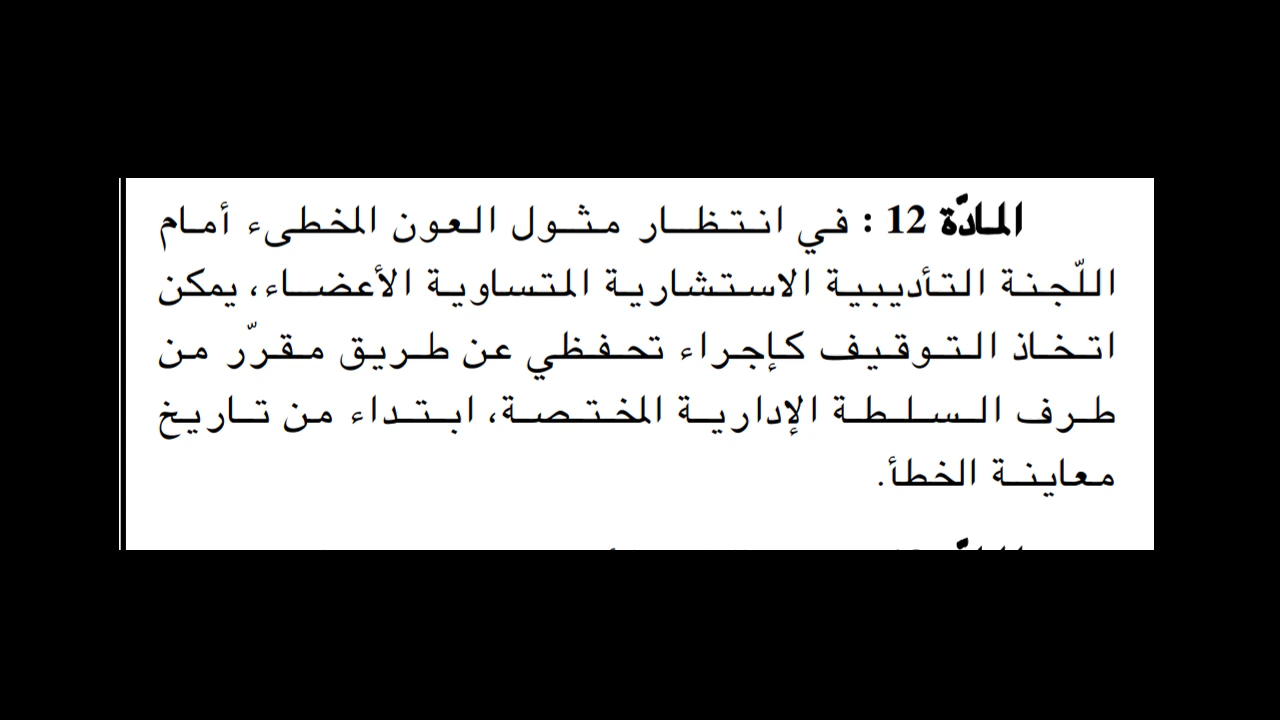 المادّة 12 : في انتظار مثول العون المخطىء أمام
اللّجنة التأديبية الاستشارية المتساوية الأعضاء، يمكن
اتخاذ التوقيف كإجراء تحفظي عن طريق مقرّر من
طرف السلطة الإدارية المختصة، ابتداء من تاريخ
معاينة الخطأ.